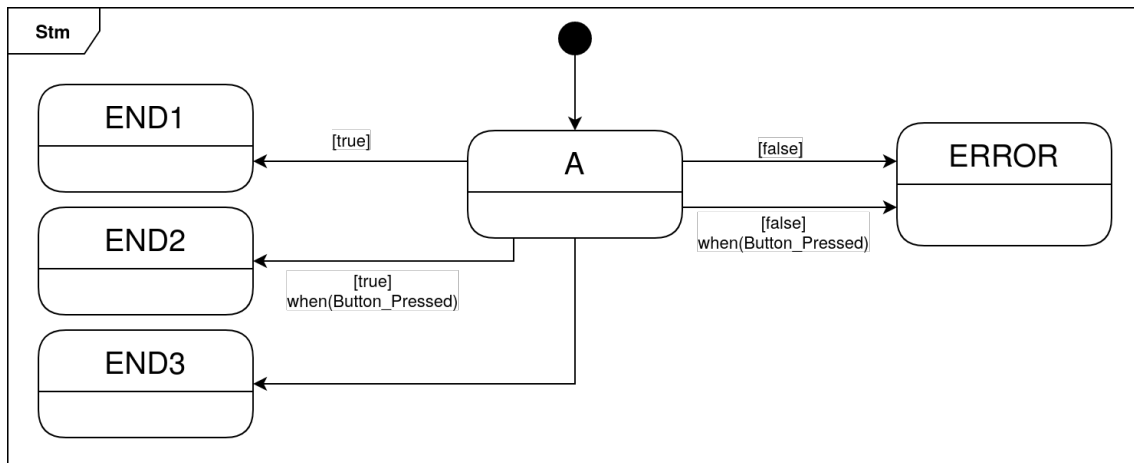 Stm
END1
[true]
A
[false]
ERROR
[false]
when(Button_Pressed)
END2
[true]
when(Button_Pressed)
END3